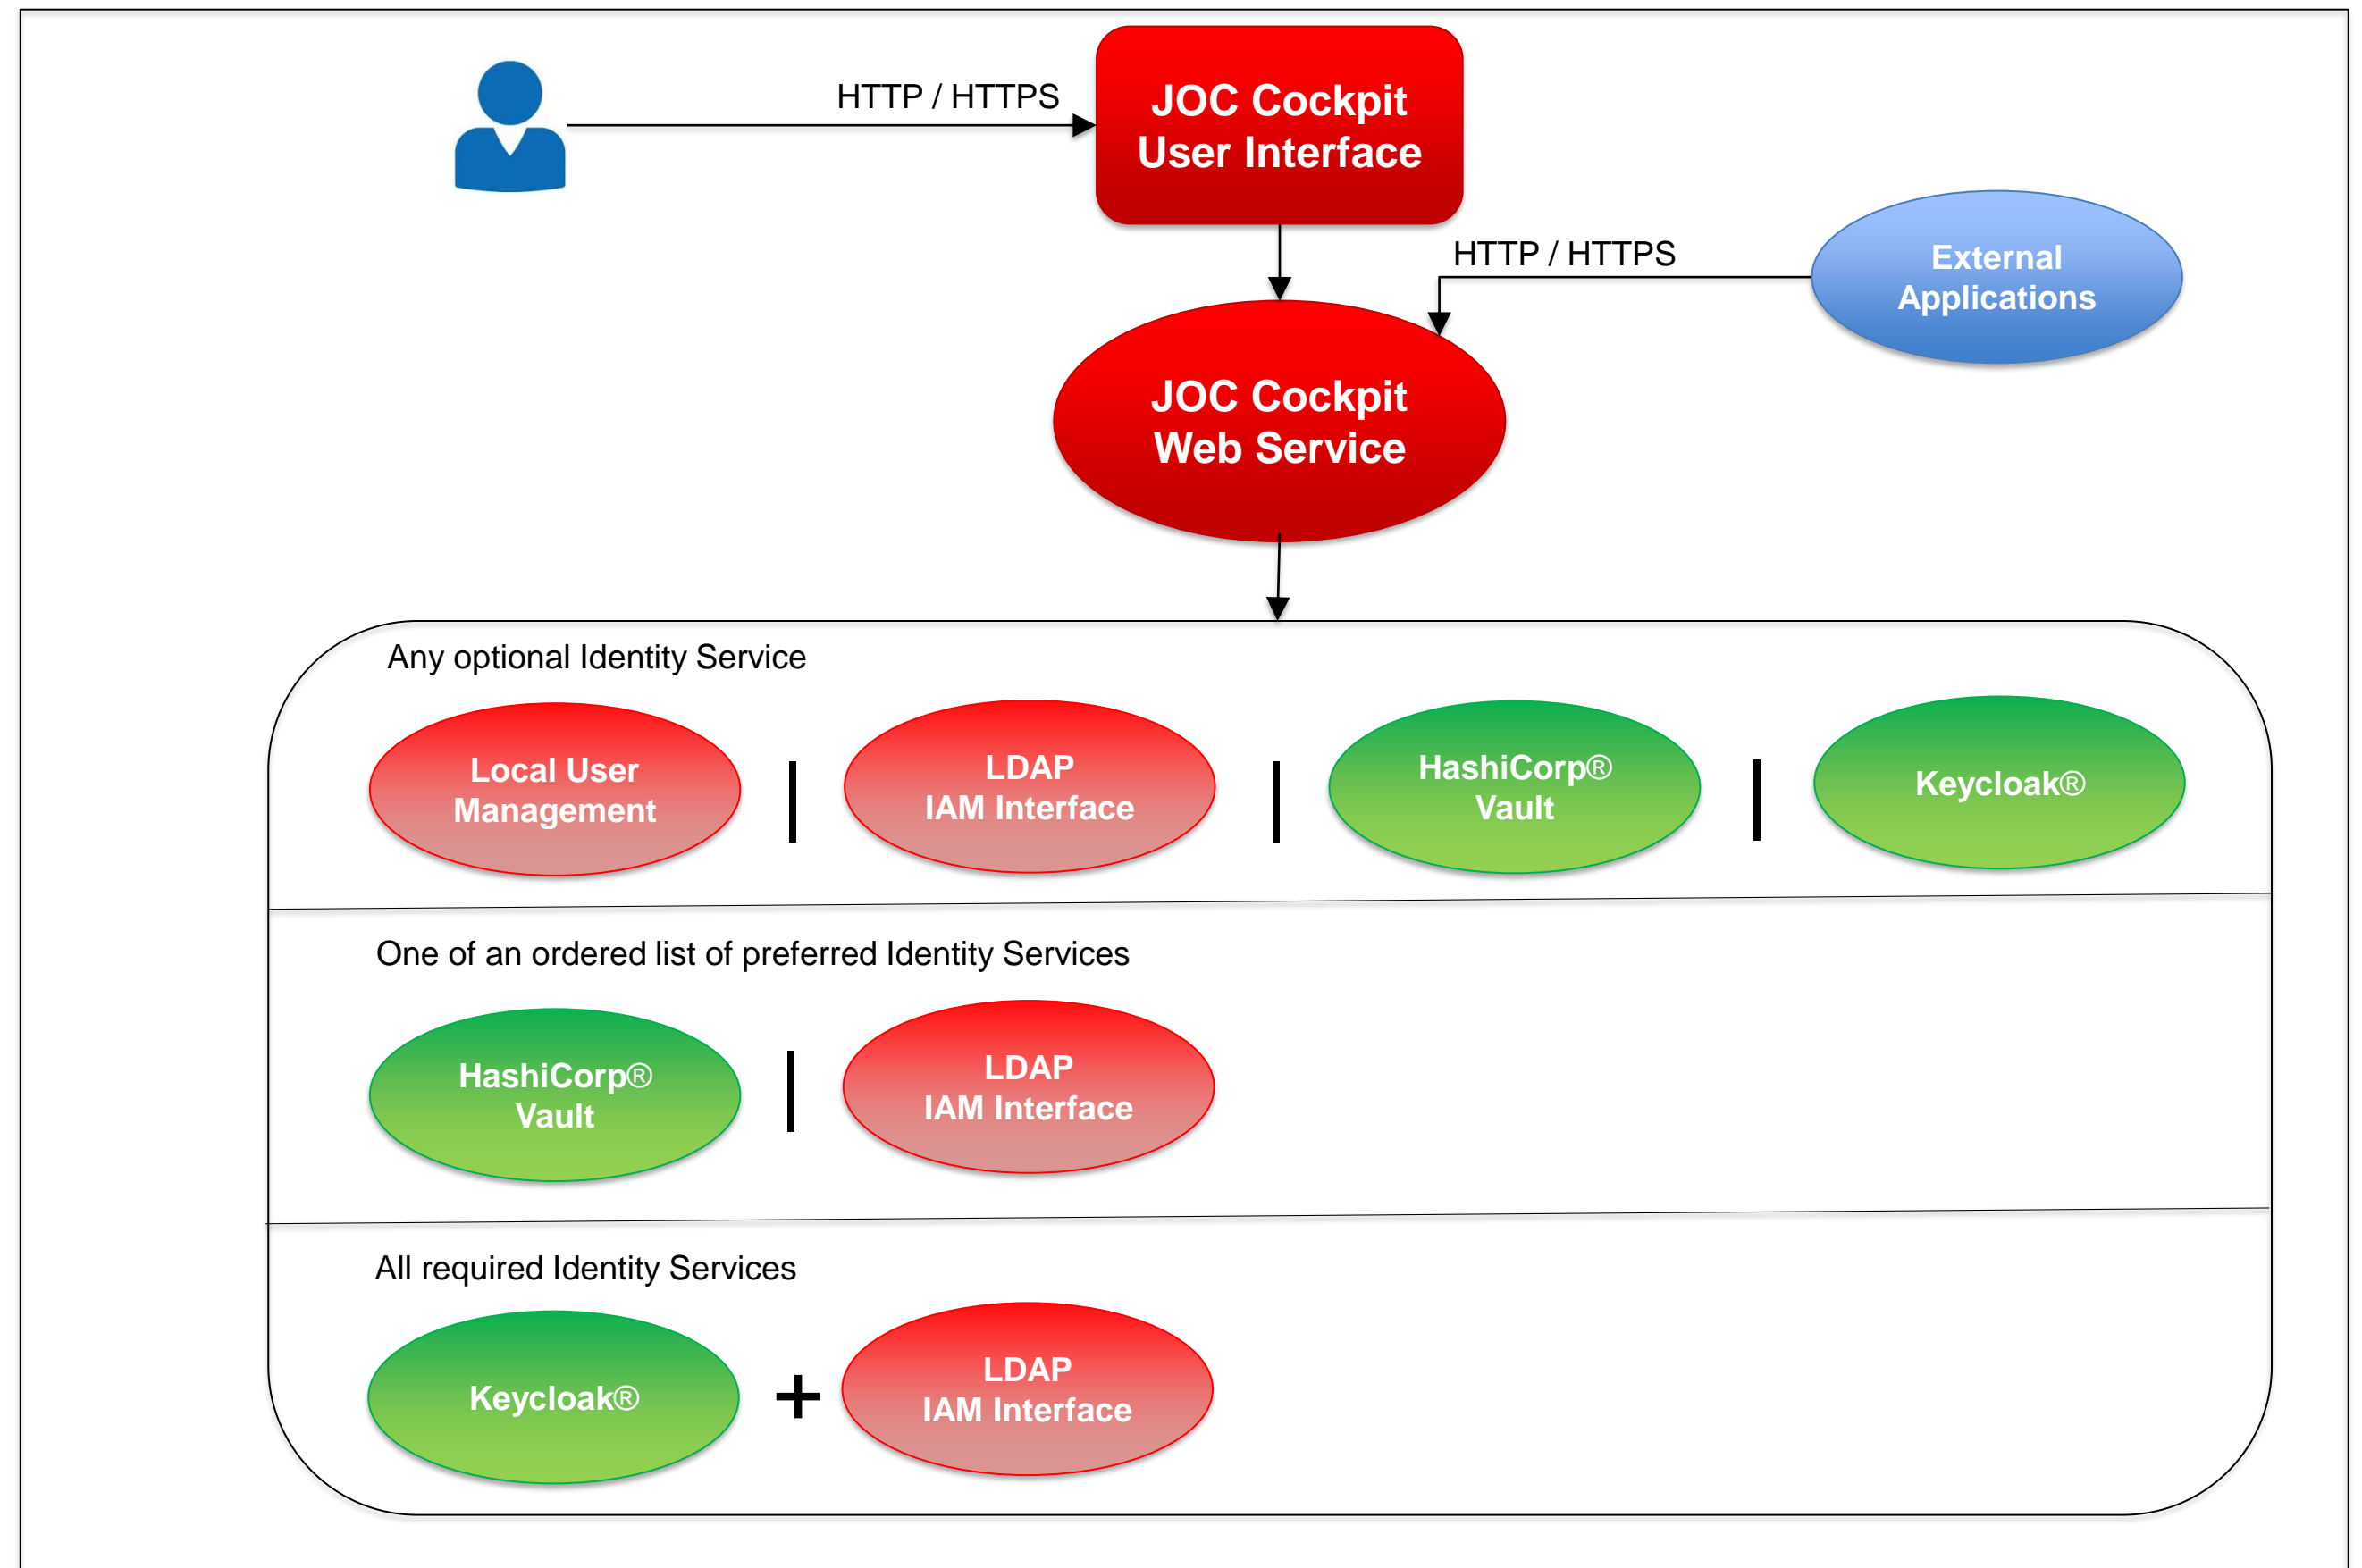 HTTP / HTTPS
JOC Cockpit
User Interface
HTTP / HTTPS
External
Applications
JOC Cockpit
Web Service
Any optional Identity Service
Local User
Management
|
LDAP
IAM Interface
|
HashiCorp®
Vault
|
Keycloak®
One of an ordered list of preferred Identity Services
HashiCorp®
Vault
|
LDAP
IAM Interface
All required Identity Services
Keycloak®
+
LDAP
IAM Interface